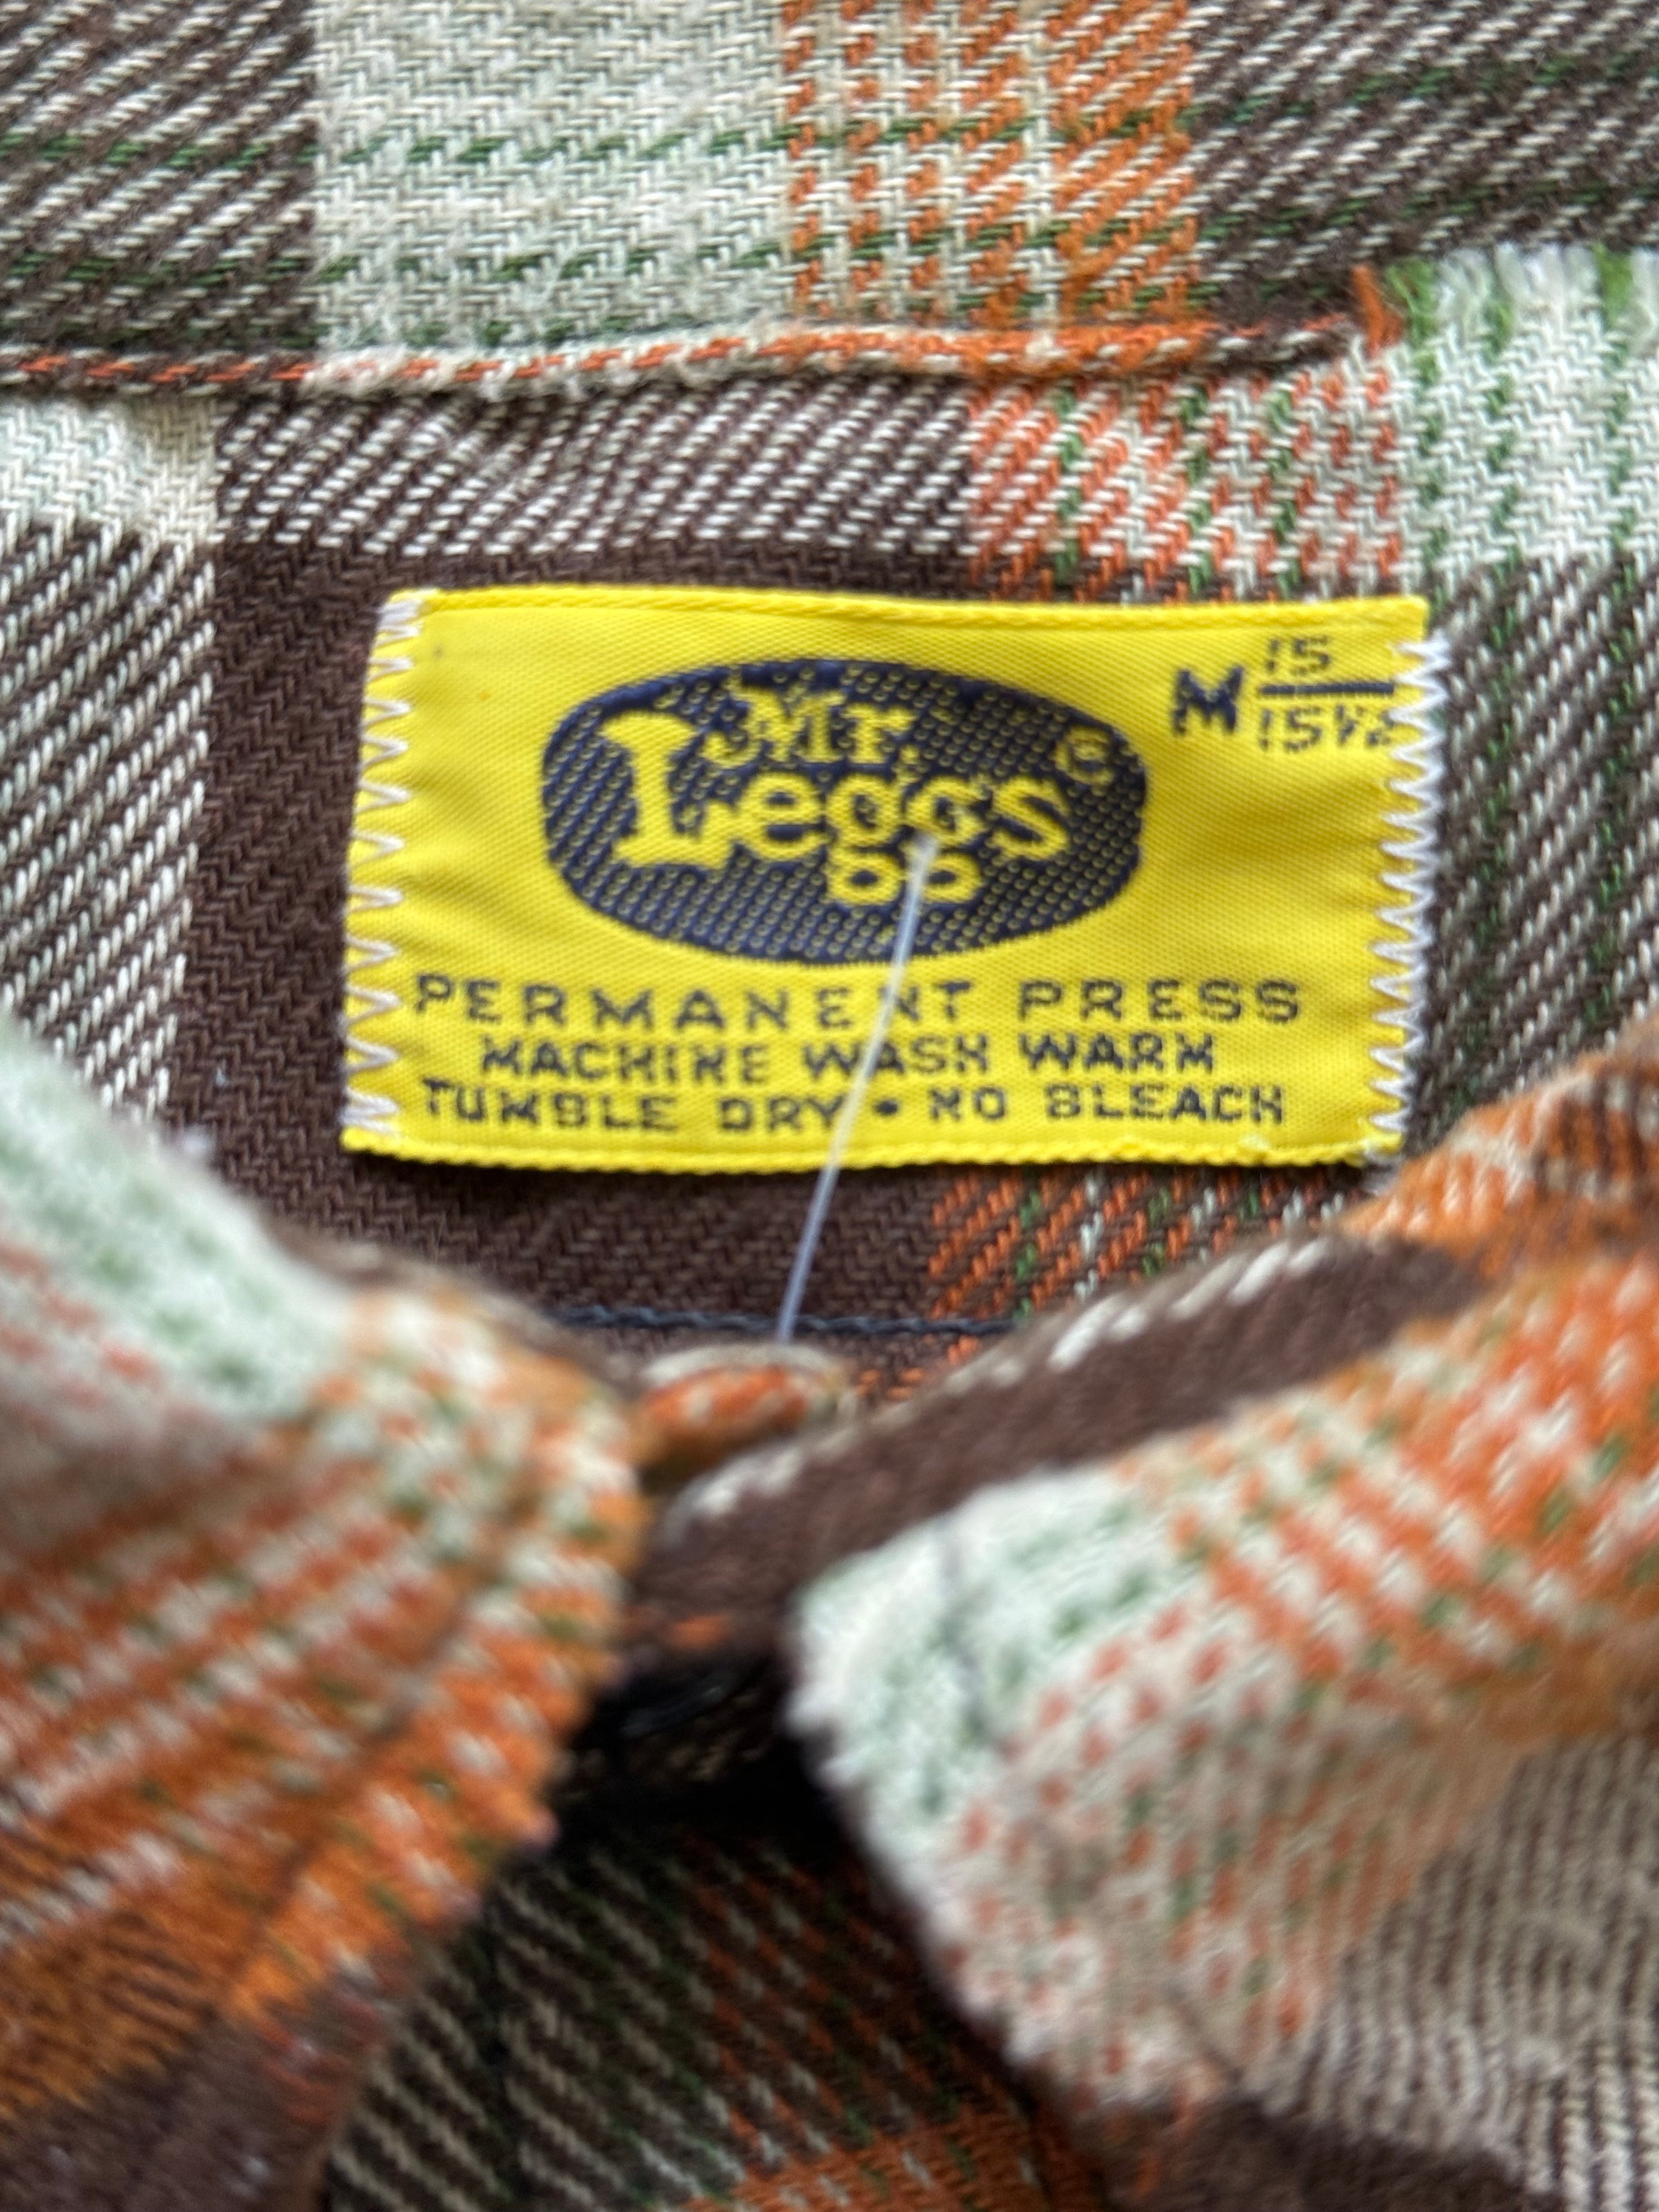 Mr.
Leggs ©
M 15
15½
PERMANENT PRESS
MACHINE WASH WARM
TUMBLE DRY • NO BLEACH